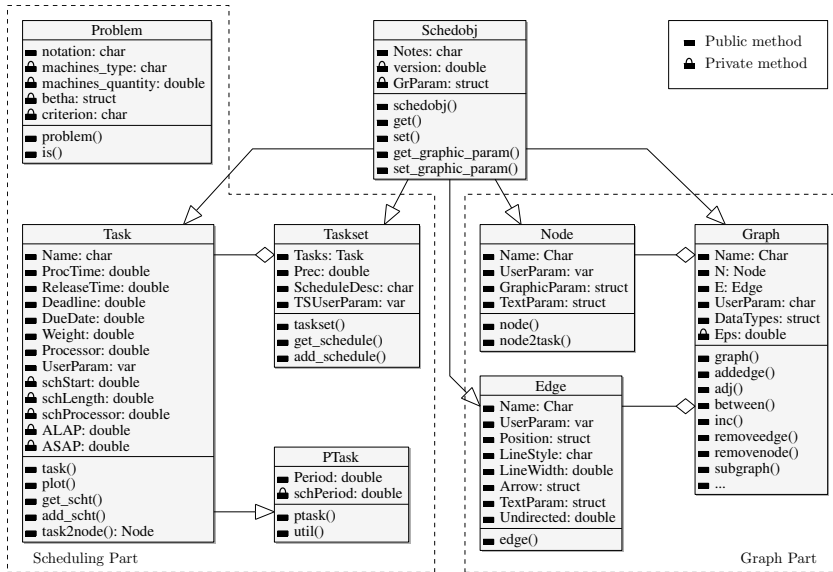 Problem
notation: char
machines_type: char
machines_quantity: double
betha: struct
criterion: char
problem()
is()
Schedobj
Notes: char
version: double
GrParam: struct
schedobj()
get()
set()
get_graphic_param()
set_graphic_param()
Public method
Private method
Task
Name: char
ProcTime: double
ReleaseTime: double
Deadline: double
DueDate: double
Weight: double
Processor: double
UserParam: var
schStart: double
schLength: double
schProcessor: double
ALAP: double
ASAP: double
task()
plot()
get_scht()
add_scht()
task2node(): Node
Taskset
Tasks: Task
Prec: double
ScheduleDesc: char
TSUserParam: var
taskset()
get_schedule()
add_schedule()
PTask
Period: double
schPeriod: double
ptask()
util()
Scheduling Part
Node
Name: Char
UserParam: var
GraphicParam: struct
TextParam: struct
node()
node2task()
Edge
Name: Char
UserParam: var
Position: struct
LineStyle: char
LineWidth: double
Arrow: struct
TextParam: struct
Undirected: double
edge()
Graph
Name: Char
N: Node
E: Edge
UserParam: char
DataTypes: struct
Eps: double
graph()
addedge()
adj()
between()
inc()
removeedge()
removenode()
subgraph()
...
Graph Part